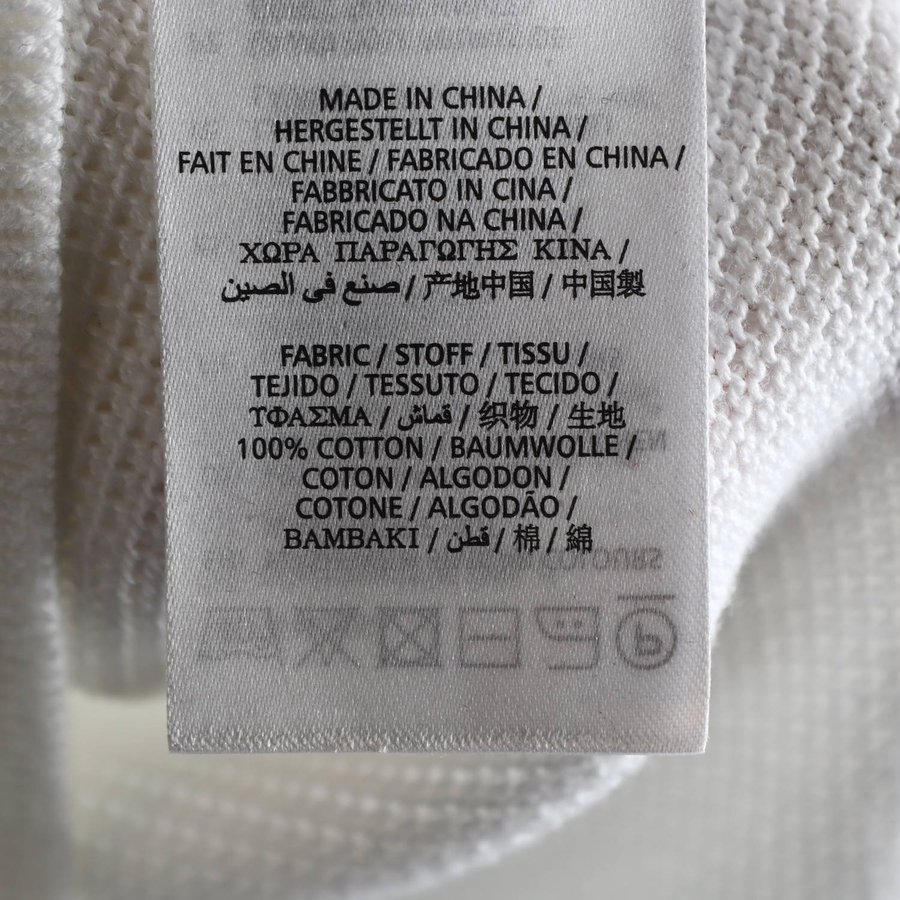 MADE IN CHINA /
HERGESTELLT IN CHINA /
FAIT EN CHINE / FABRICADO EN CHINA /
FABBRICATO IN CINA /
FABRICADO NA CHINA /
ΧΩΡΑ ΠΑΡΑΓΩΓΗΣ ΚΙΝΑ /
صنع في الصين / 产地中国 / 中国製
FABRIC / STOFF / TISSU /
TEJIDO / TESSUTO / TECIDO /
ΥΦΑΣΜΑ / قماش / 织物 / 生地
100% COTTON / BAUMWOLLE /
COTON / ALGODON /
COTONE / ALGODÃO /
ΒΑΜΒΑΚΙ / قطن / 棉 / 綿